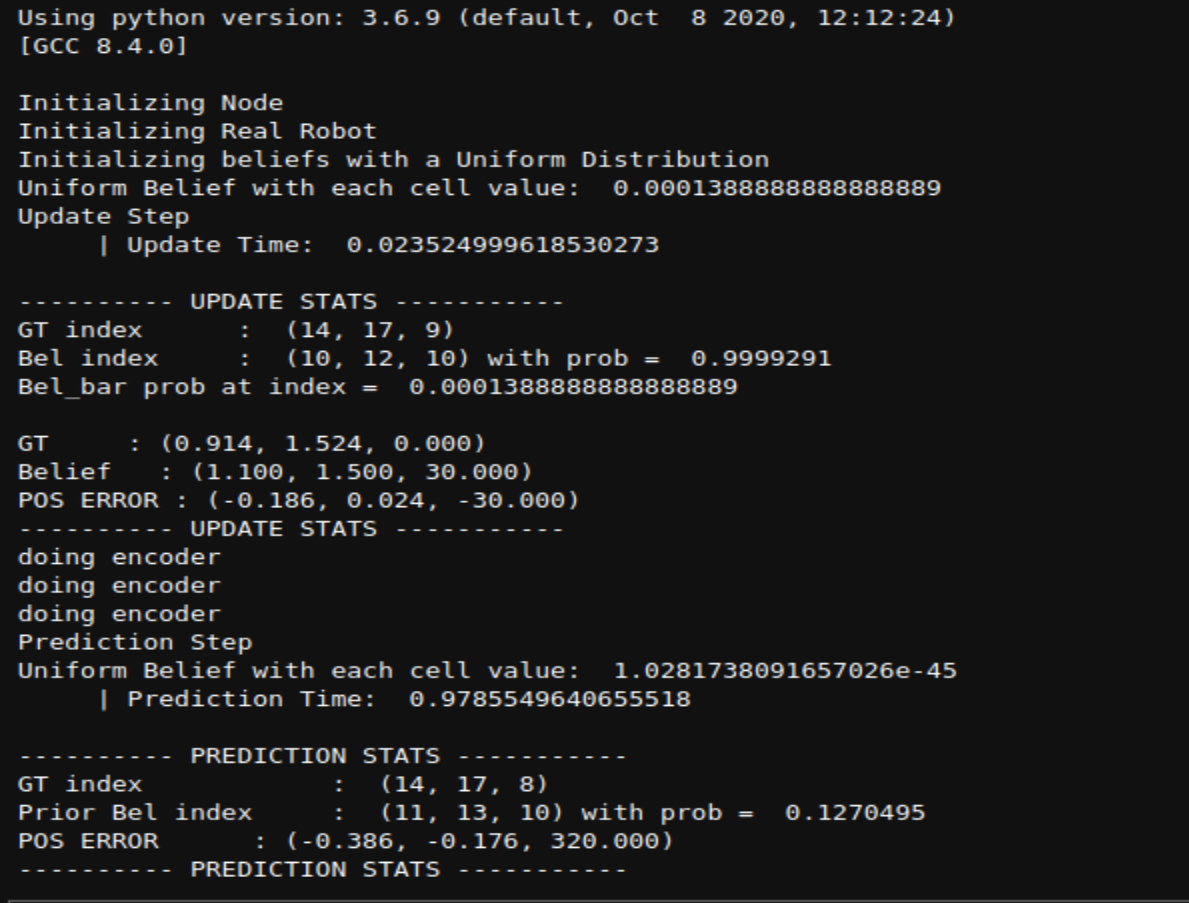 Using python version: 3.6.9 (default, Oct  8 2020, 12:12:24)
[GCC 8.4.0]
Initializing Node
Initializing Real Robot
Initializing beliefs with a Uniform Distribution
Uniform Belief with each cell value:  0.0001388888888888889
Update Step
     | Update Time:  0.023524999618530273
---------- UPDATE STATS -----------
GT index      :  (14, 17, 9)
Bel index     :  (10, 12, 10) with prob =  0.9999291
Bel_bar prob at index =  0.0001388888888888889
GT     : (0.914, 1.524, 0.000)
Belief   : (1.100, 1.500, 30.000)
POS ERROR : (-0.186, 0.024, -30.000)
---------- UPDATE STATS -----------
doing encoder
doing encoder
doing encoder
Prediction Step
Uniform Belief with each cell value:  1.0281738091657026e-45
     | Prediction Time:  0.9785549640655518
---------- PREDICTION STATS -----------
GT index            :  (14, 17, 8)
Prior Bel index     :  (11, 13, 10) with prob =  0.1270495
POS ERROR      : (-0.386, -0.176, 320.000)
---------- PREDICTION STATS -----------